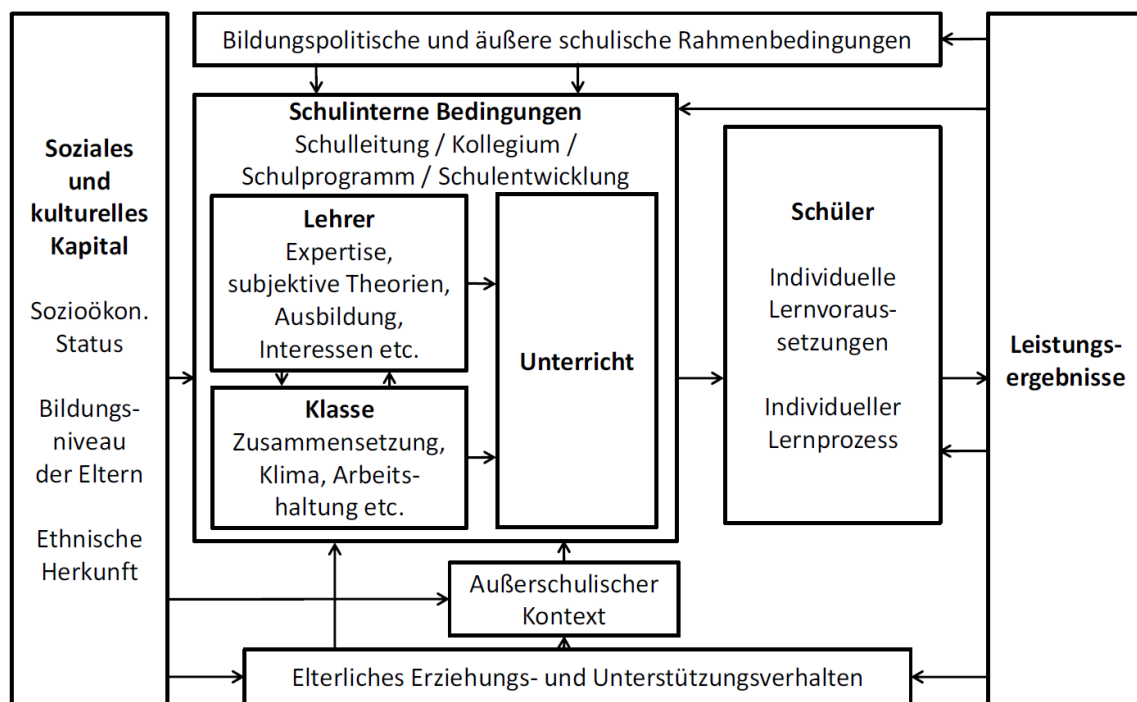 Bildungspolitische und äußere schulische Rahmenbedingungen
Soziales
und
kulturelles
Kapital
Sozioökon.
Status
Bildungs-
niveau
der Eltern
Ethnische
Herkunft
Schulinterne Bedingungen
Schulleitung / Kollegium /
Schulprogramm / Schulentwicklung
Lehrer
Expertise,
subjektive Theorien,
Ausbildung,
Interessen etc.
Klasse
Zusammensetzung,
Klima, Arbeits-
haltung etc.
Unterricht
Schüler
Individuelle
Lernvoraus-
setzungen
Individueller
Lernprozess
Leistungs-
ergebnisse
Außerschulischer
Kontext
Elterliches Erziehungs- und Unterstützungsverhalten